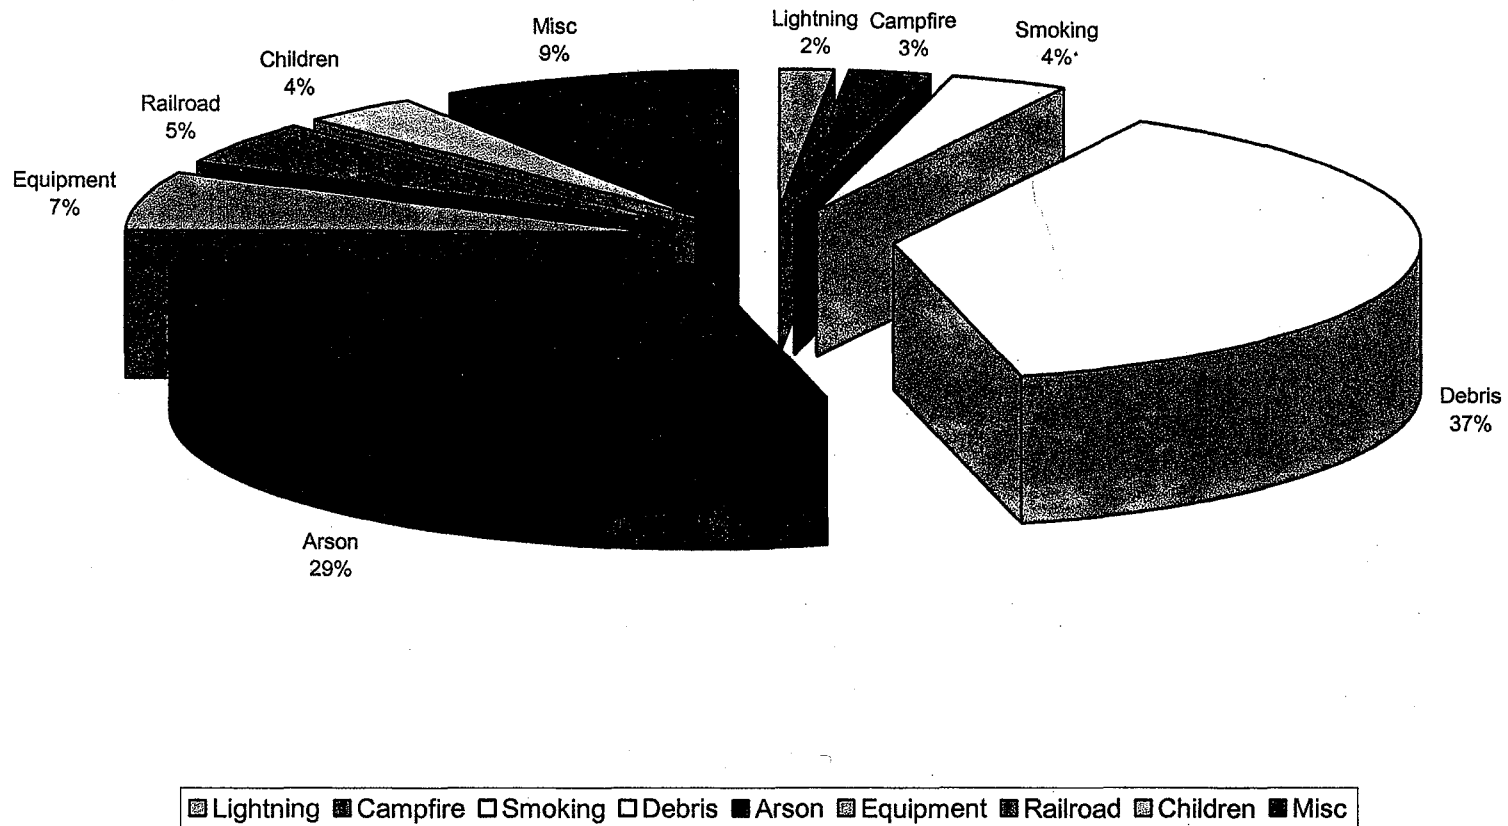 Misc
9%
Lightning
2%
Campfire
3%
Smoking
4%
Children
4%
Railroad
5%
Equipment
7%
Debris
37%
Arson
29%
Lightning Campfire Smoking Debris Arson Equipment Railroad Children Misc